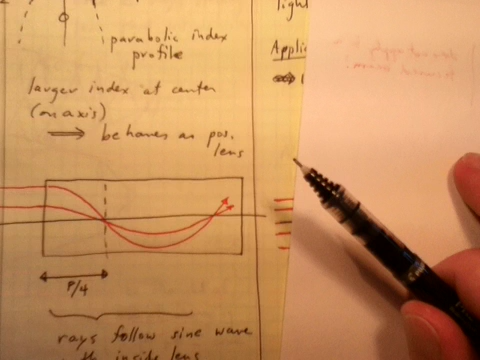 parabolic index
profile
larger index at center
(on axis)
⟹ behaves as pos.
lens
P/4
rays follow sine wave
inside lens
light
Appli